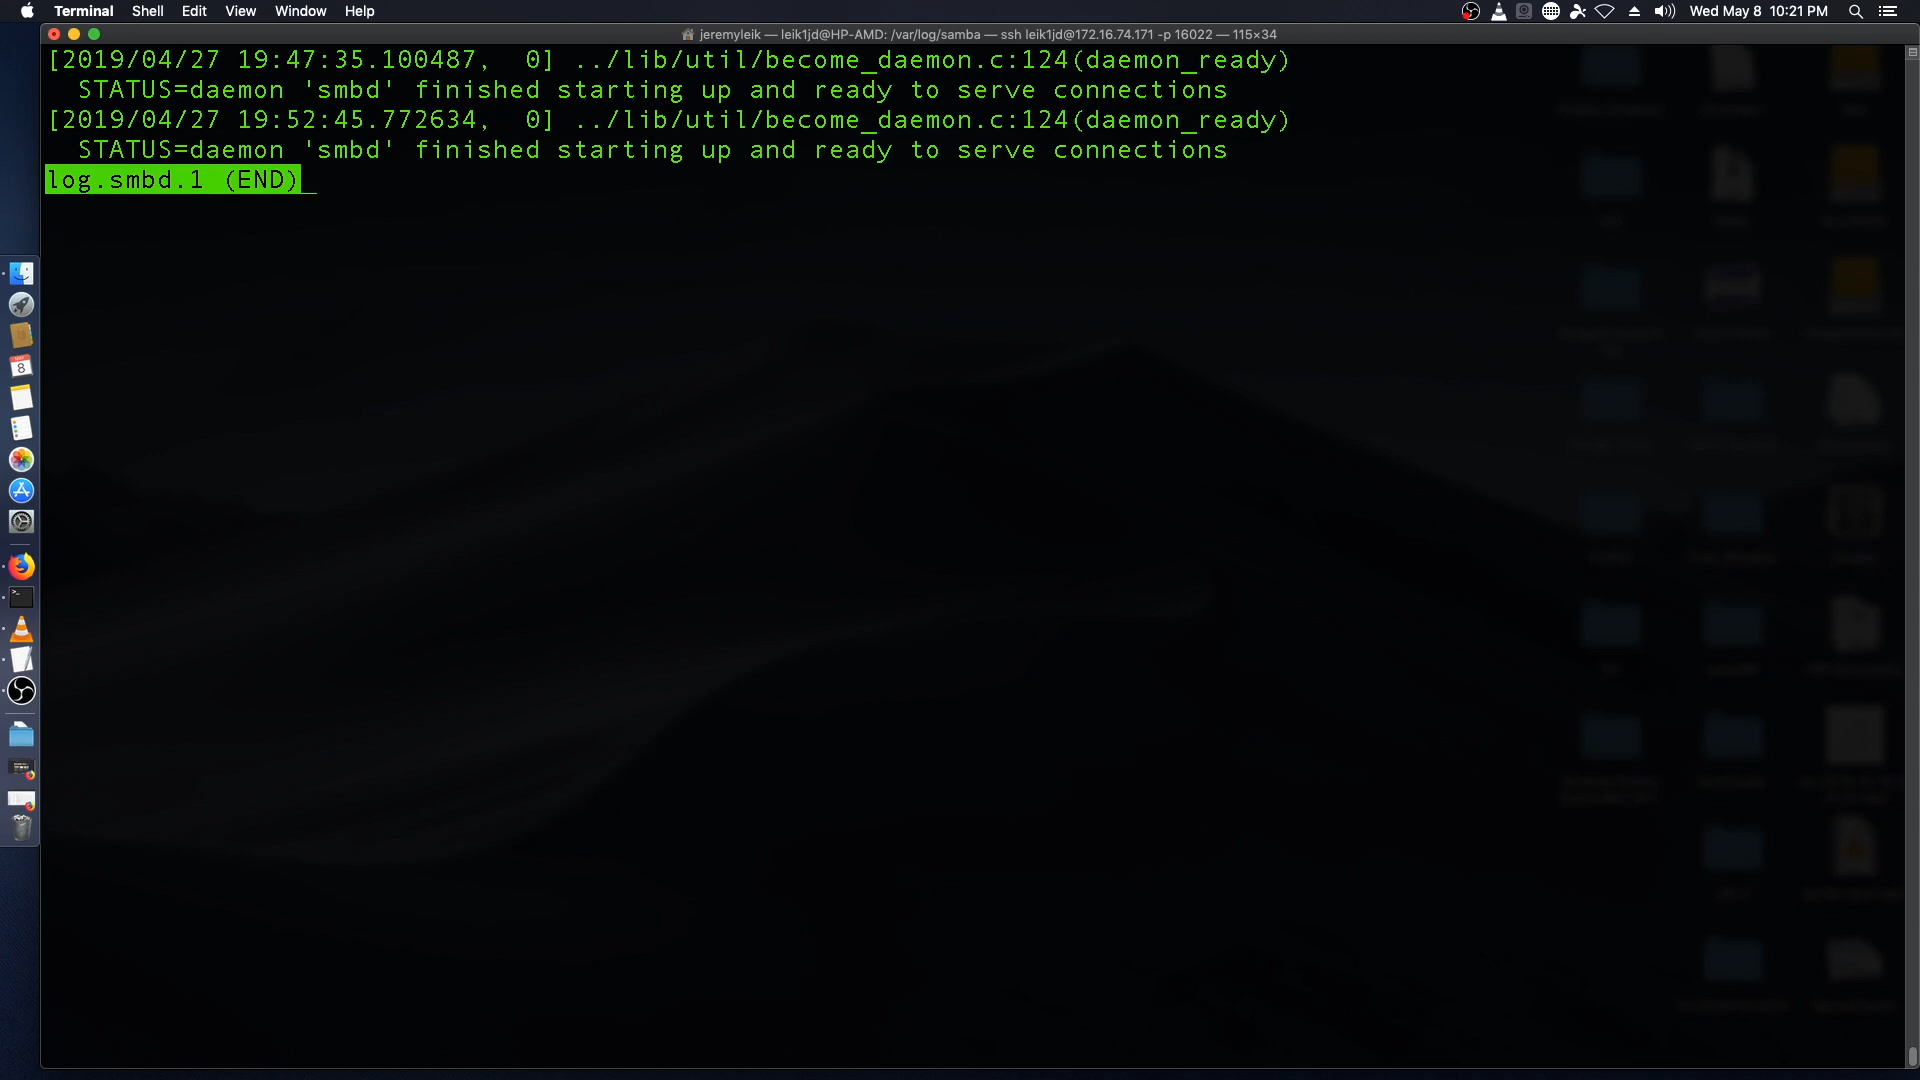 Terminal Shell Edit View Window Help Wed May 8 10:21 PM
jeremyleik — leik1jd@HP-AMD: /var/log/samba — ssh leik1jd@172.16.74.171 -p 16022 — 115×34
[2019/04/27 19:47:35.100487,  0] ../lib/util/become_daemon.c:124(daemon_ready)
  STATUS=daemon 'smbd' finished starting up and ready to serve connections
[2019/04/27 19:52:45.772634,  0] ../lib/util/become_daemon.c:124(daemon_ready)
  STATUS=daemon 'smbd' finished starting up and ready to serve connections
log.smbd.1 (END)
8